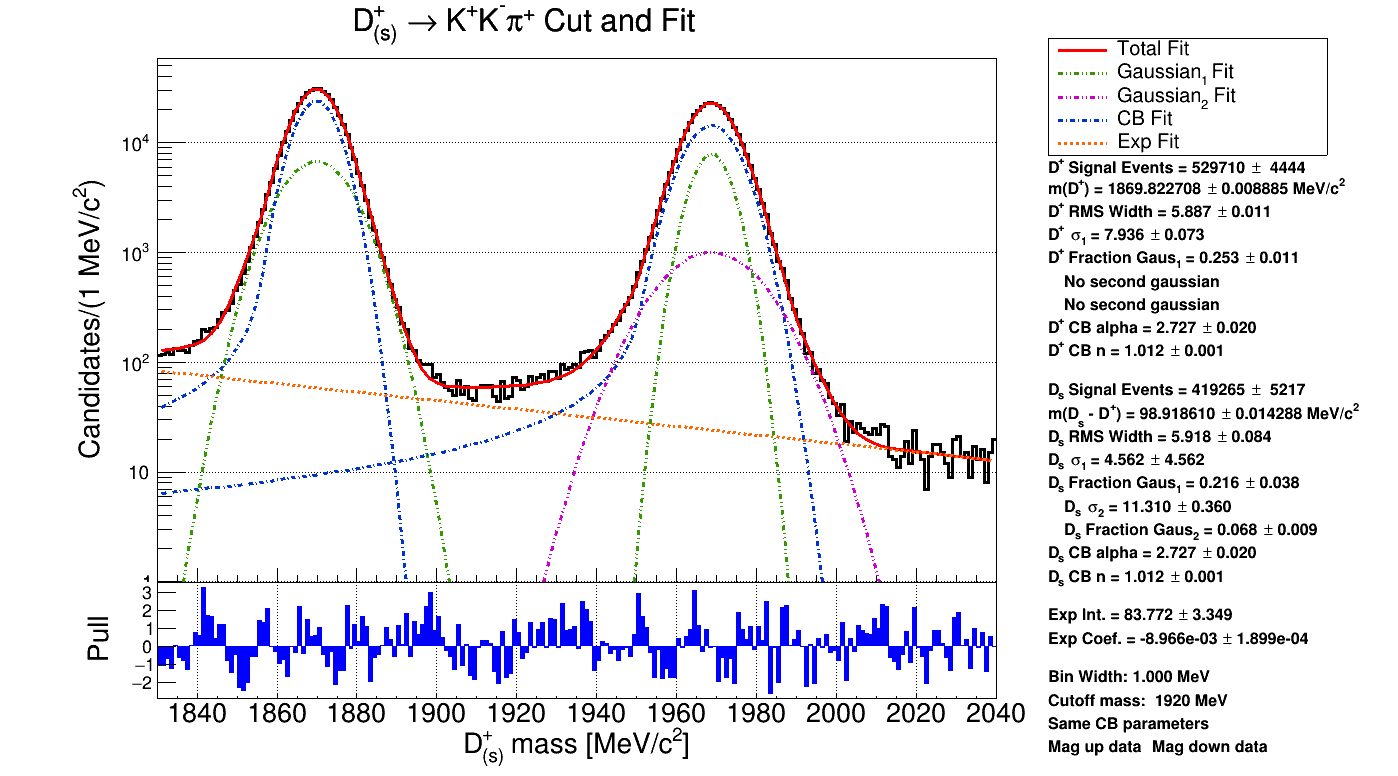 D⁺₍ₛ₎ → K⁺K⁻π⁺ Cut and Fit
Candidates/(1 MeV/c²)
10⁴
10³
10²
10
1
Pull
3
2
1
0
−1
−2
1840 1860 1880 1900 1920 1940 1960 1980 2000 2020 2040
D⁺₍ₛ₎ mass [MeV/c²]
Total Fit
Gaussian₁ Fit
Gaussian₂ Fit
CB Fit
Exp Fit
D⁺ Signal Events = 529710 ± 4444
m(D⁺) = 1869.822708 ± 0.008885 MeV/c²
D⁺ RMS Width = 5.887 ± 0.011
D⁺ σ₁ = 7.936 ± 0.073
D⁺ Fraction Gaus₁ = 0.253 ± 0.011
No second gaussian
No second gaussian
D⁺ CB alpha = 2.727 ± 0.020
D⁺ CB n = 1.012 ± 0.001
Dₛ Signal Events = 419265 ± 5217
m(Dₛ - D⁺) = 98.918610 ± 0.014288 MeV/c²
Dₛ RMS Width = 5.918 ± 0.084
Dₛ σ₁ = 4.562 ± 4.562
Dₛ Fraction Gaus₁ = 0.216 ± 0.038
Dₛ σ₂ = 11.310 ± 0.360
Dₛ Fraction Gaus₂ = 0.068 ± 0.009
Dₛ CB alpha = 2.727 ± 0.020
Dₛ CB n = 1.012 ± 0.001
Exp Int. = 83.772 ± 3.349
Exp Coef. = -8.966e-03 ± 1.899e-04
Bin Width: 1.000 MeV
Cutoff mass: 1920 MeV
Same CB parameters
Mag up data Mag down data